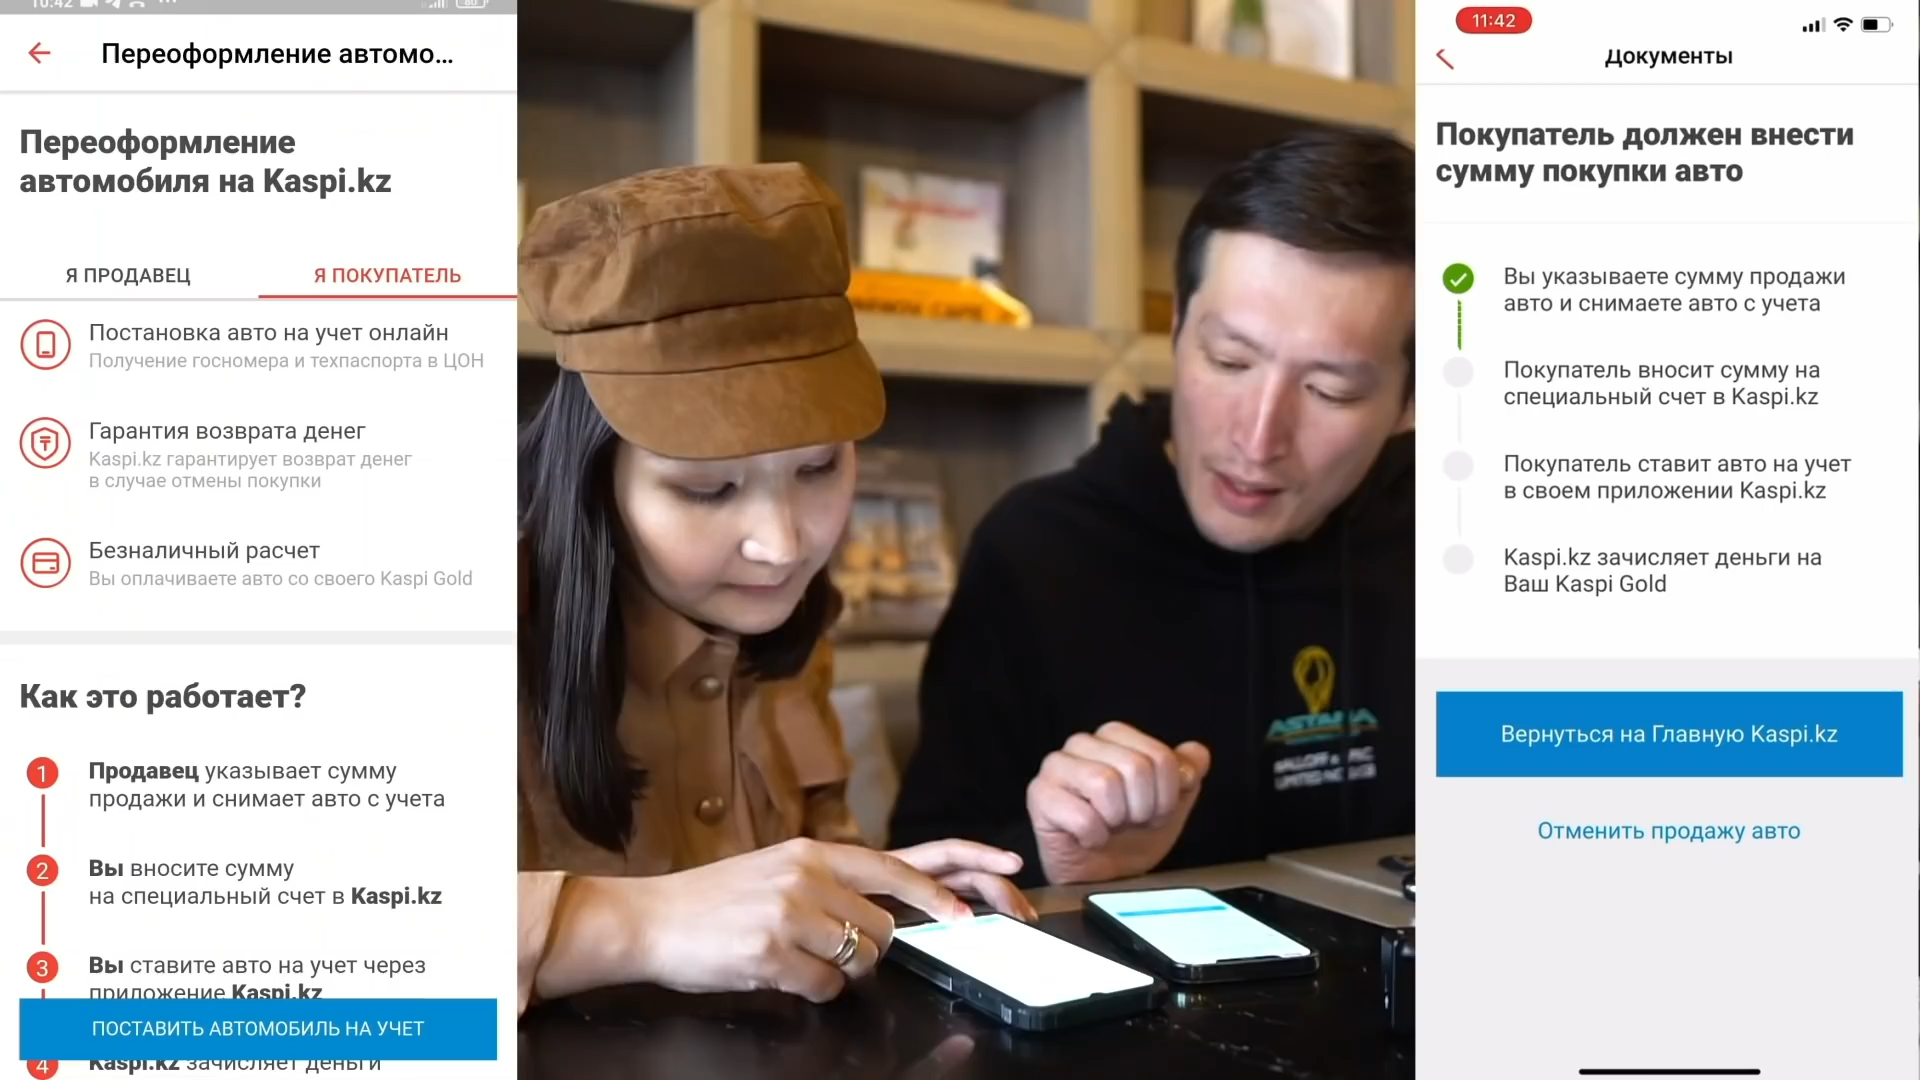 10:42
80
Переоформление автомо...
Переоформление
автомобиля на Kaspi.kz
Я ПРОДАВЕЦ
Я ПОКУПАТЕЛЬ
Постановка авто на учет онлайн
Получение госномера и техпаспорта в ЦОН
Гарантия возврата денег
Kaspi.kz гарантирует возврат денег
в случае отмены покупки
Безналичный расчет
Вы оплачиваете авто со своего Kaspi Gold
Как это работает?
1
Продавец указывает сумму
продажи и снимает авто с учета
2
Вы вносите сумму
на специальный счет в Kaspi.kz
3
Вы ставите авто на учет через
приложение Kaspi.kz
ПОСТАВИТЬ АВТОМОБИЛЬ НА УЧЕТ
4
Kaspi.kz зачисляет деньги
ASTANA
11:42
Документы
Покупатель должен внести
сумму покупки авто
Вы указываете сумму продажи
авто и снимаете авто с учета
Покупатель вносит сумму на
специальный счет в Kaspi.kz
Покупатель ставит авто на учет
в своем приложении Kaspi.kz
Kaspi.kz зачисляет деньги на
Ваш Kaspi Gold
Вернуться на Главную Kaspi.kz
Отменить продажу авто